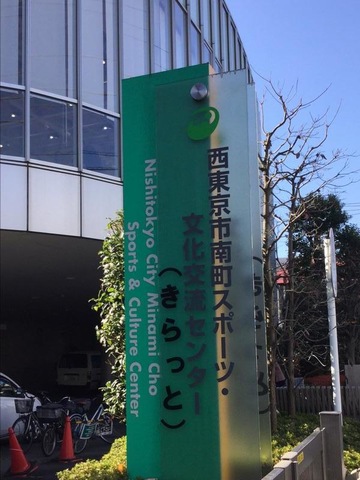 西東京市南町スポーツ・
文化交流センター
（きらっと）
Nishitokyo City Minami Cho
Sports & Culture Center